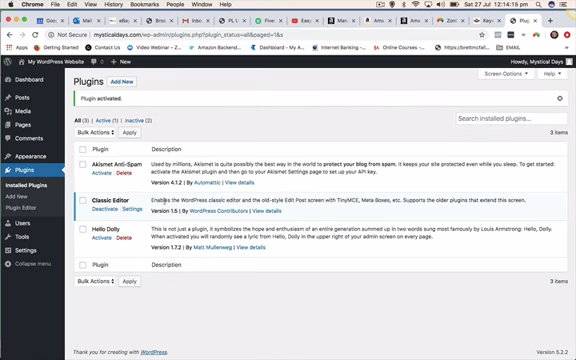 Chrome File Edit View History Bookmarks People Window Help
Sat 27 Jul 12:14:15 pm
Not Secure | mysticaldays.com/wp-admin/plugins.php?plugin_status=all&paged=1&s
Apps Getting Started Contact Us Video Webinar - Z... Amazon Backend Internet Banking -... Online Courses -... EMAIL
My WordPress Website 0 New
Howdy, Mystical Days
Screen Options Help
Dashboard
Posts
Media
Pages
Comments
Appearance
Plugins
Installed Plugins
Add New
Plugin Editor
Users
Tools
Settings
Collapse menu
Plugins Add New
Plugin activated.
All (3) | Active (1) | Inactive (2)
Search installed plugins...
Bulk Actions Apply
3 items
Plugin Description
Akismet Anti-Spam
Activate | Delete
Used by millions, Akismet is quite possibly the best way in the world to protect your blog from spam. It keeps your site protected even while you sleep. To get started:
activate the Akismet plugin and then go to your Akismet Settings page to set up your API key.
Version 4.1.2 | By Automattic | View details
Classic Editor
Deactivate | Settings
Enables the WordPress classic editor and the old-style Edit Post screen with TinyMCE, Meta Boxes, etc. Supports the older plugins that extend this screen.
Version 1.5 | By WordPress Contributors | View details
Hello Dolly
Activate | Delete
This is not just a plugin, it symbolizes the hope and enthusiasm of an entire generation summed up in two words sung most famously by Louis Armstrong: Hello, Dolly.
When activated you will randomly see a lyric from Hello, Dolly in the upper right of your admin screen on every page.
Version 1.7.2 | By Matt Mullenweg | View details
Plugin Description
Bulk Actions Apply
3 items
Thank you for creating with WordPress.
Version 5.2.2